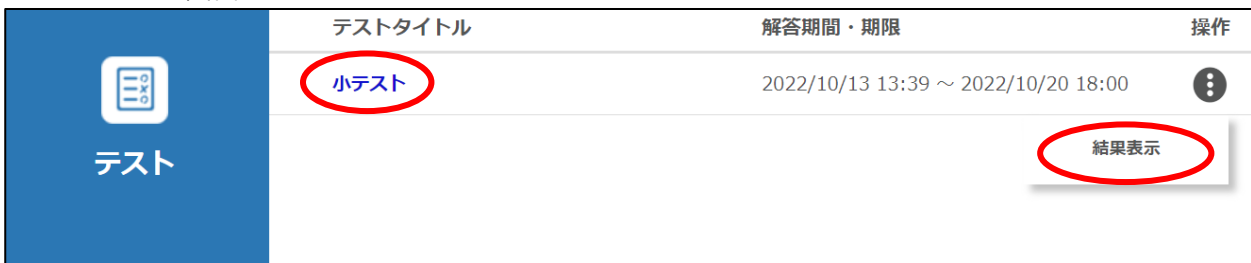 テストタイトル 解答期間・期限 操作
小テスト 2022/10/13 13:39 ～ 2022/10/20 18:00
テスト
結果表示